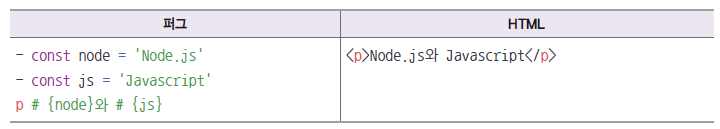 퍼그 HTML
- const node = 'Node.js' <p>Node.js와 Javascript</p>
- const js = 'Javascript'
p # {node}와 # {js}